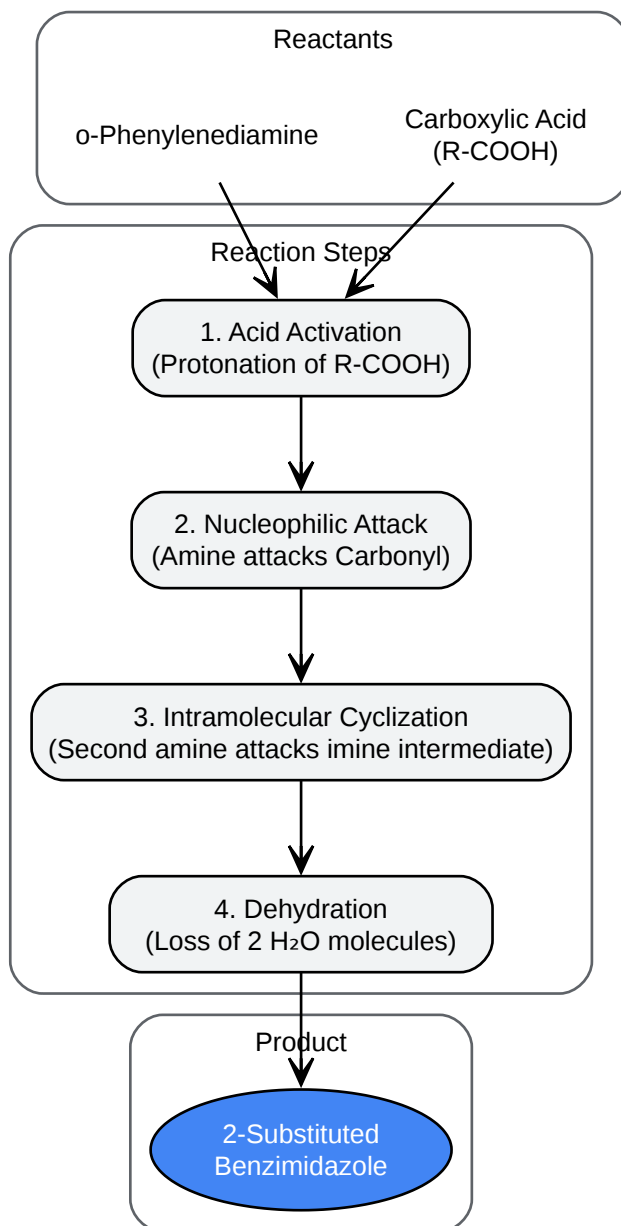 Reactants
o-Phenylenediamine
Carboxylic Acid
(R-COOH)
Reaction Steps
1. Acid Activation
(Protonation of R-COOH)
2. Nucleophilic Attack
(Amine attacks Carbonyl)
3. Intramolecular Cyclization
(Second amine attacks imine intermediate)
4. Dehydration
(Loss of 2 H₂O molecules)
Product
2-Substituted
Benzimidazole